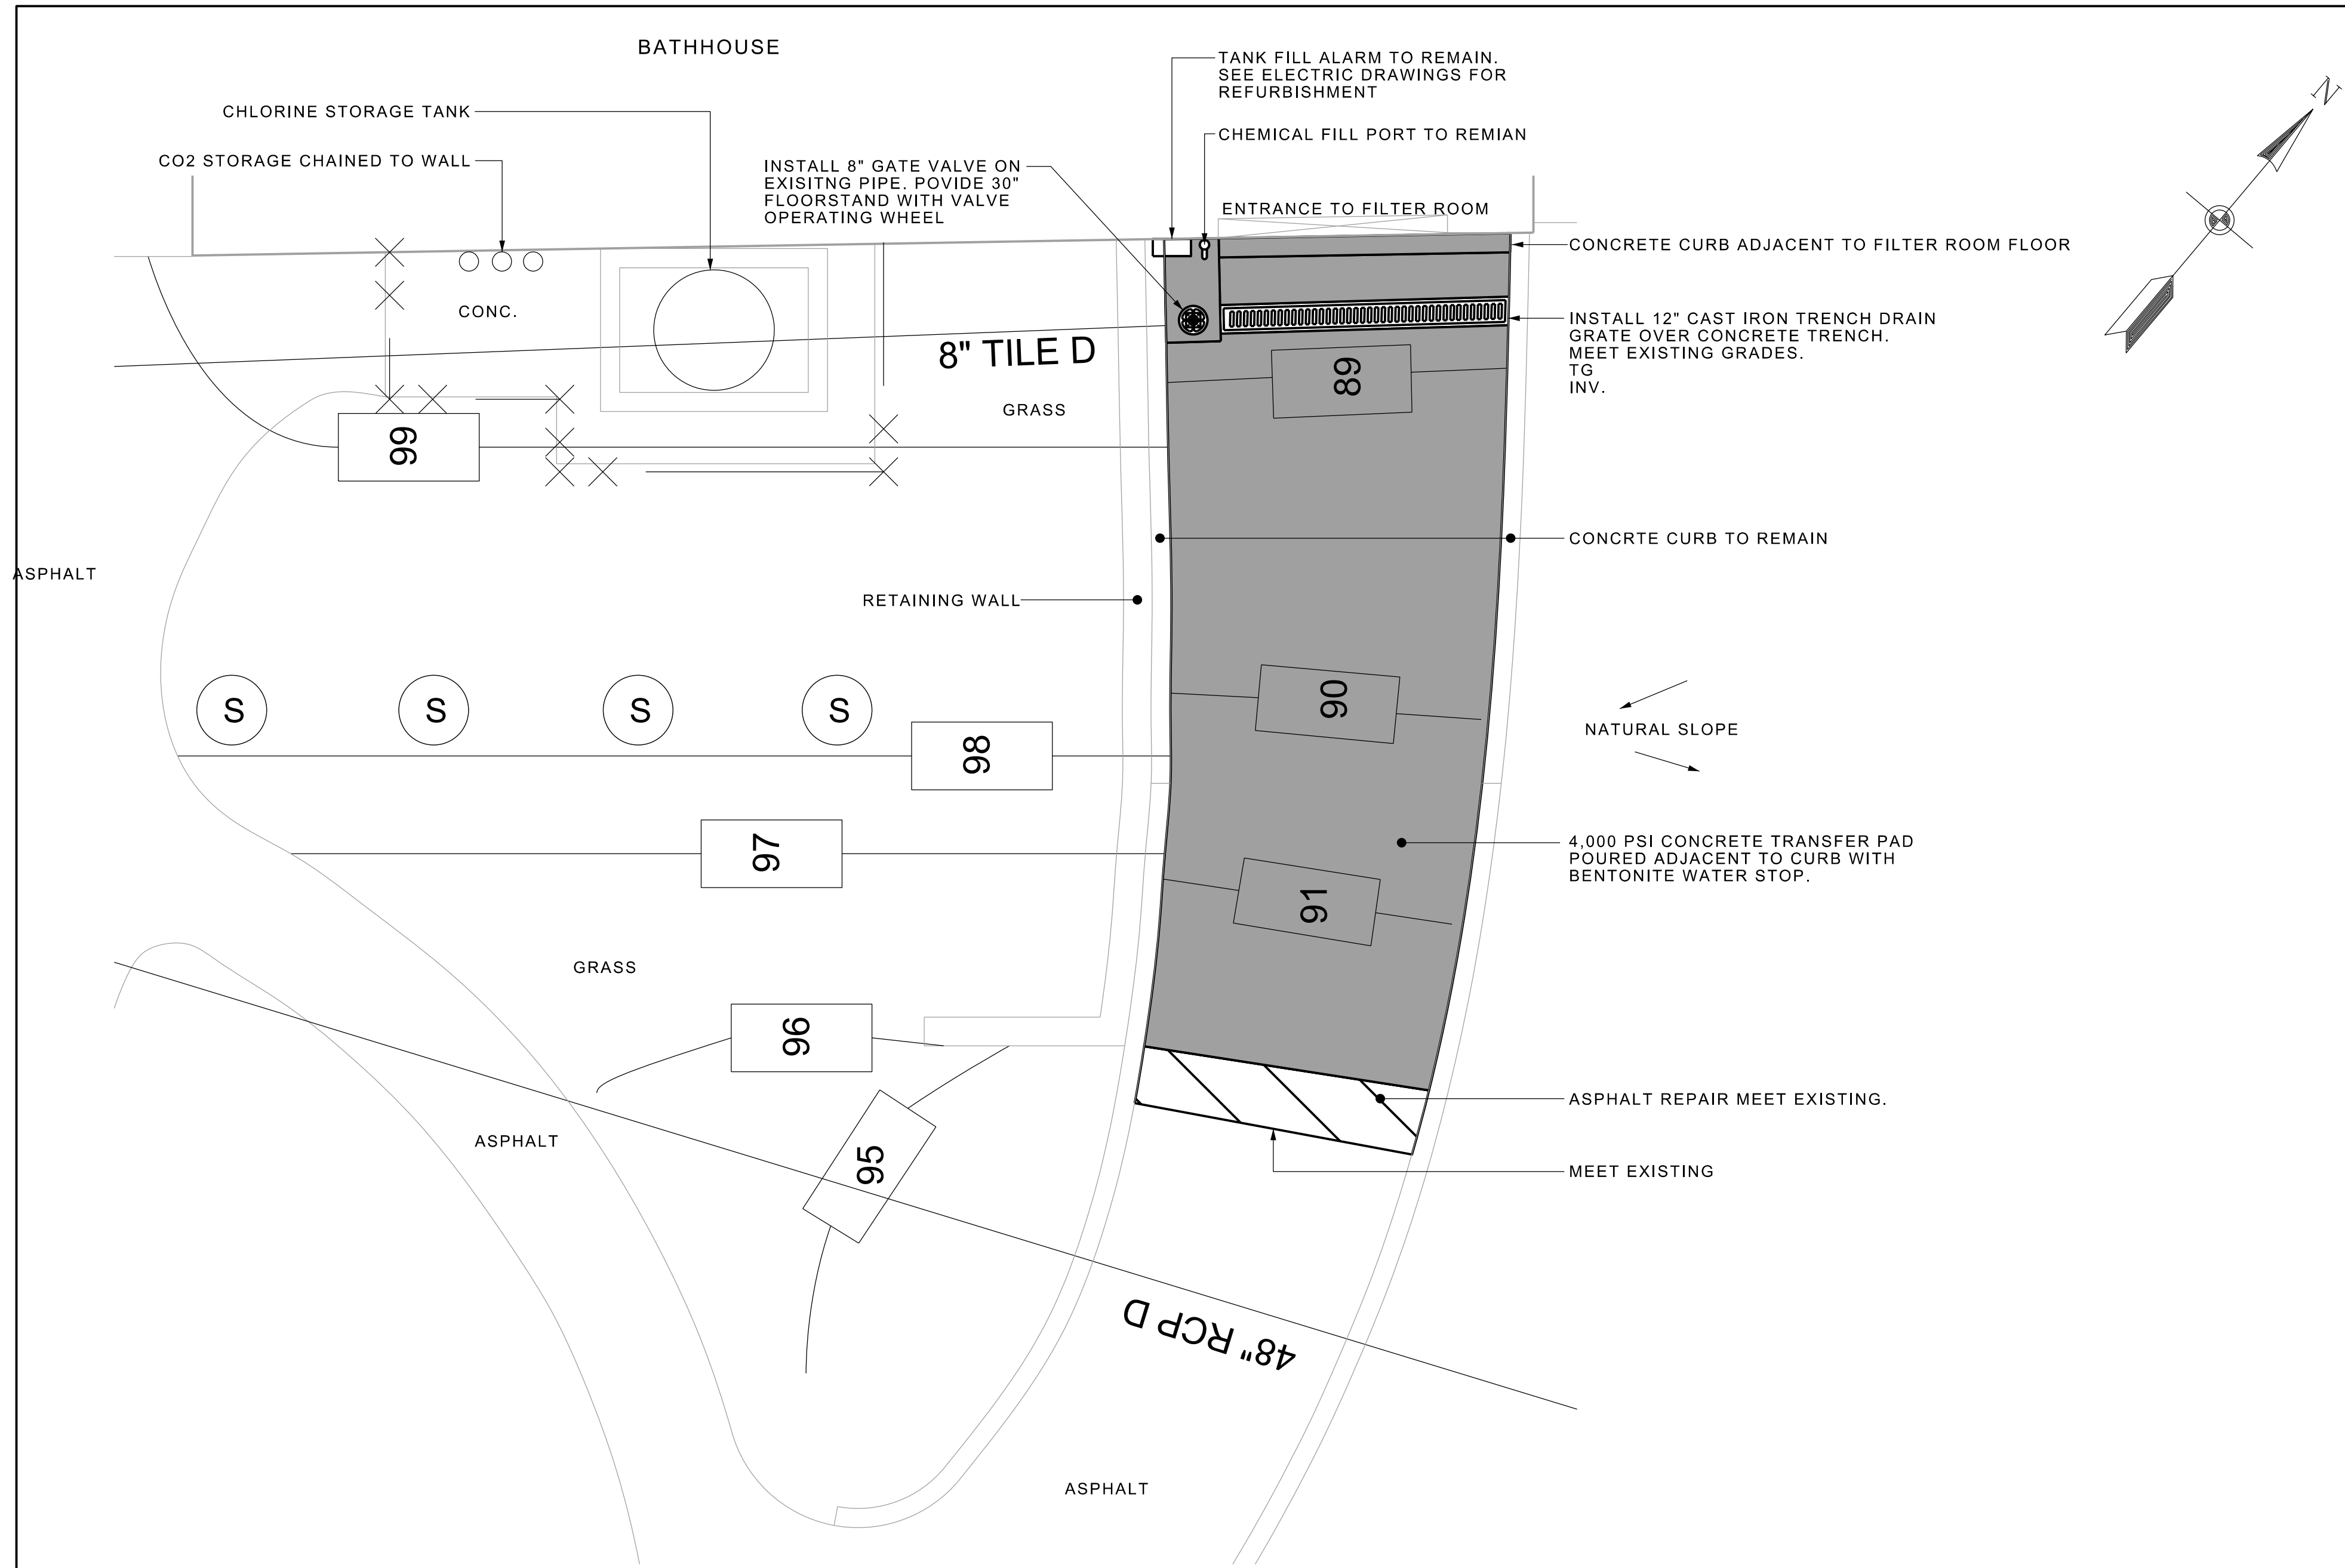 BATHHOUSE
TANK FILL ALARM TO REMAIN.
SEE ELECTRIC DRAWINGS FOR
REFURBISHMENT
N
CHLORINE STORAGE TANK
CHEMICAL FILL PORT TO REMIAN
CO2 STORAGE CHAINED TO WALL
INSTALL 8" GATE VALVE ON
EXISITNG PIPE. POVIDE 30"
FLOORSTAND WITH VALVE
OPERATING WHEEL
ENTRANCE TO FILTER ROOM
CONCRETE CURB ADJACENT TO FILTER ROOM FLOOR
CONC.
INSTALL 12" CAST IRON TRENCH DRAIN
GRATE OVER CONCRETE TRENCH.
MEET EXISTING GRADES.
TG
INV.
8" TILE D
89
GRASS
99
CONCRTE CURB TO REMAIN
ASPHALT
RETAINING WALL
S
S
S
S
90
NATURAL SLOPE
98
97
4,000 PSI CONCRETE TRANSFER PAD
POURED ADJACENT TO CURB WITH
BENTONITE WATER STOP.
91
GRASS
96
ASPHALT REPAIR MEET EXISTING.
ASPHALT
95
MEET EXISTING
48" RCP D
ASPHALT